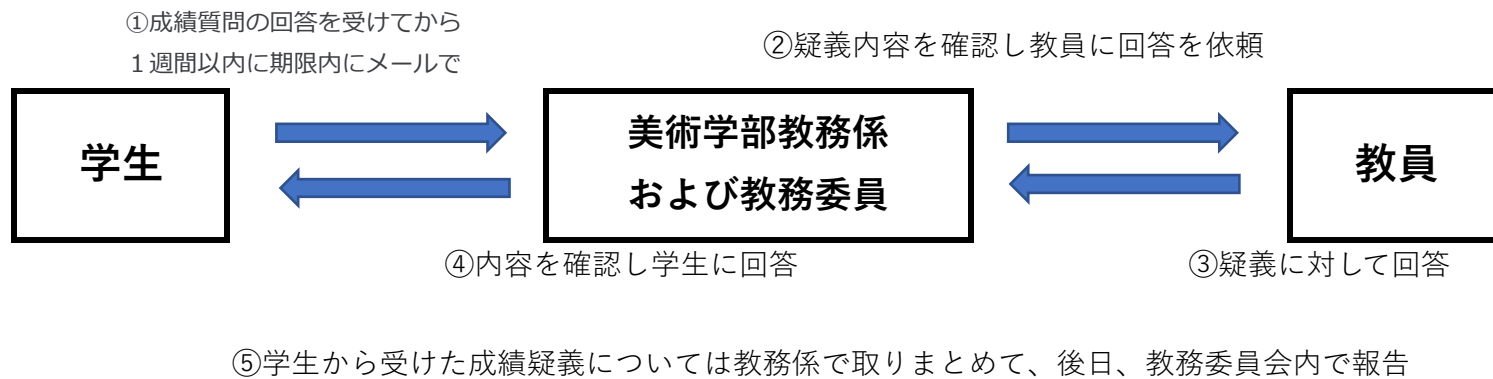 ①成績質問の回答を受けてから
１週間以内に期限内にメールで
②疑義内容を確認し教員に回答を依頼
学生
美術学部教務係
および教務委員
教員
④内容を確認し学生に回答
③疑義に対して回答
⑤学生から受けた成績疑義については教務係で取りまとめて、後日、教務委員会内で報告